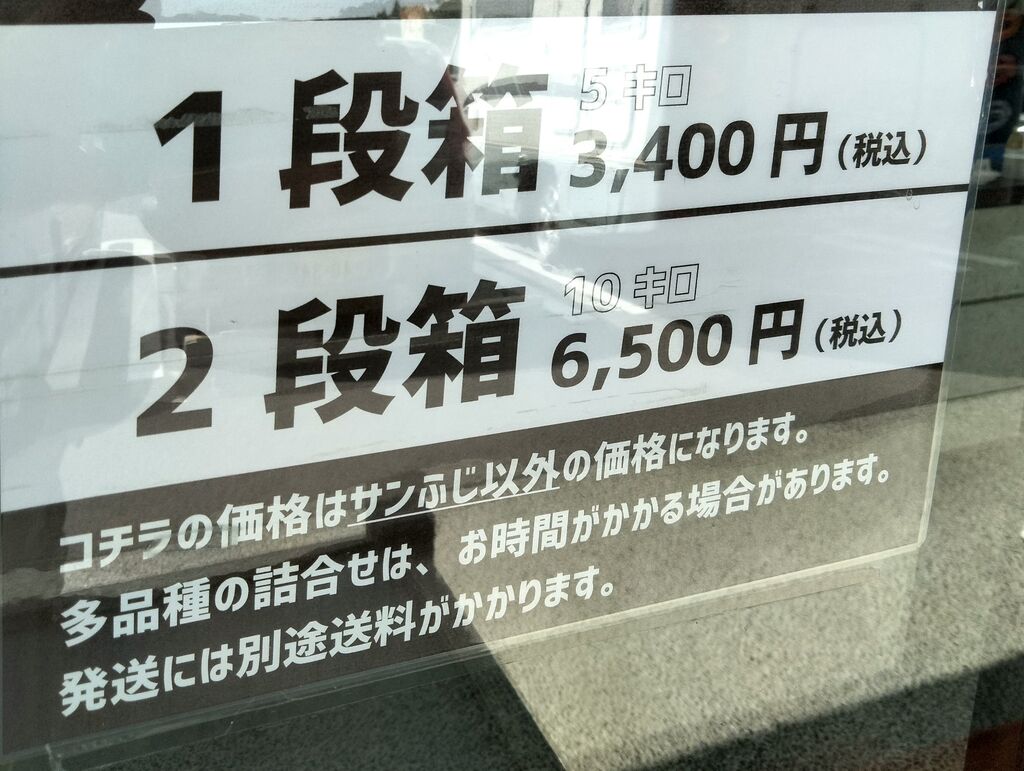 1段箱 5キロ
3,400円(税込)
2段箱 10キロ
6,500円(税込)
コチラの価格はサンふじ以外の価格になります。
多品種の詰合せは、お時間がかかる場合があります。
発送には別途送料がかかります。